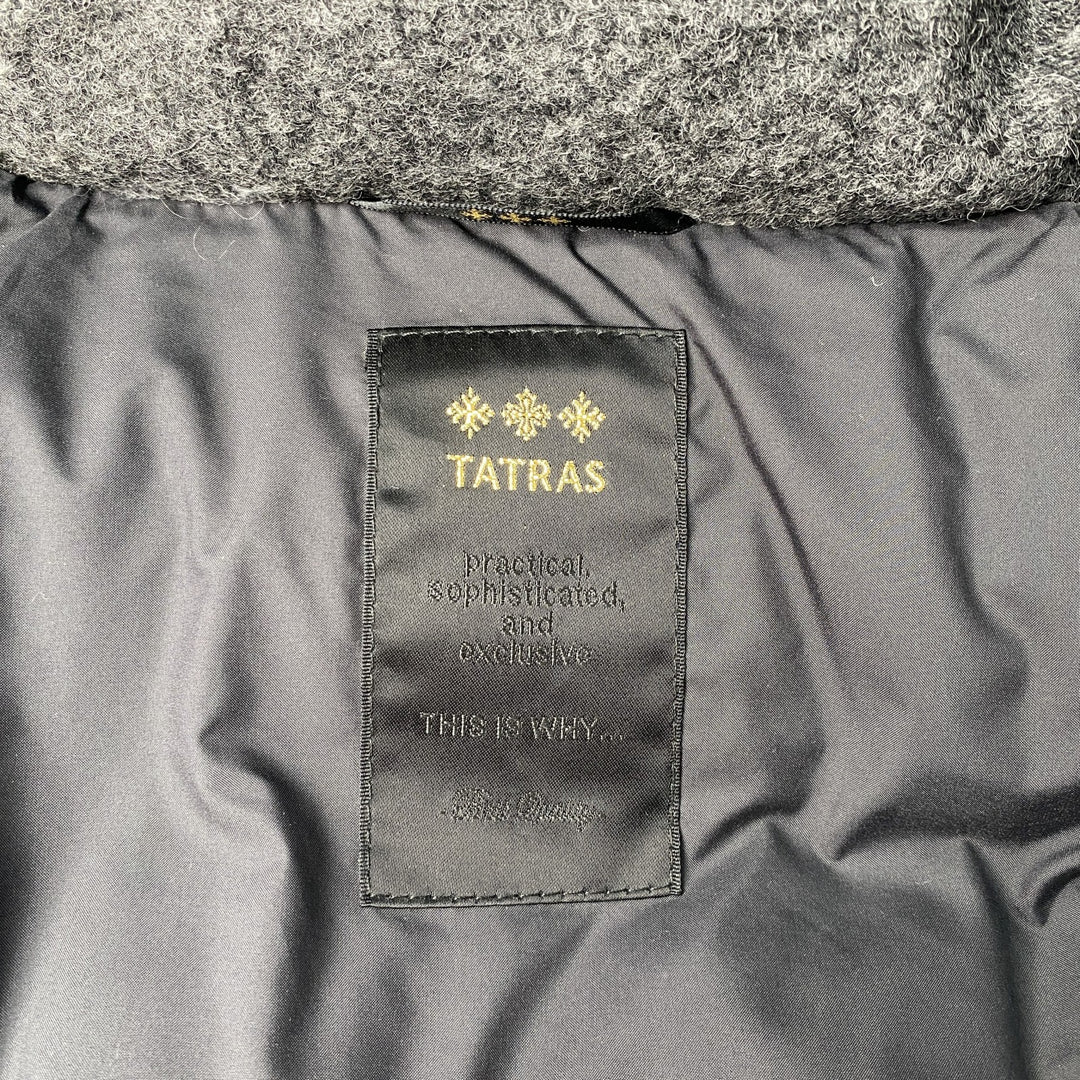 TATRAS
practical,
sophisticated,
and
exclusive
THIS IS WHY...